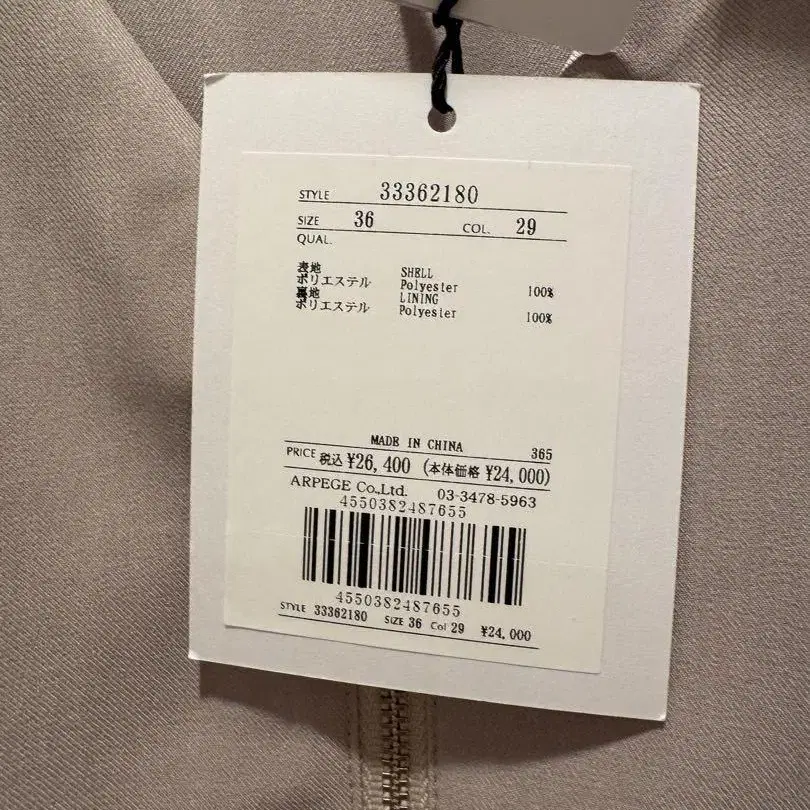 STYLE 33362180
SIZE 36 COL. 29
QUAL.
表地 SHELL
ポリエステル Polyester 100%
裏地 LINING
ポリエステル Polyester 100%
MADE IN CHINA 365
PRICE 税込 ¥26,400 (本体価格 ¥24,000)
ARPEGE Co.,Ltd. 03-3478-5963
4550382487655
4550382487655
STYLE 33362180 SIZE 36 Col 29 ¥24,000